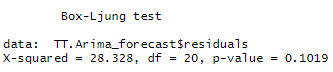 Box-Ljung test
data:  TT.Arima_forecast$residuals
X-squared = 28.328, df = 20, p-value = 0.1019